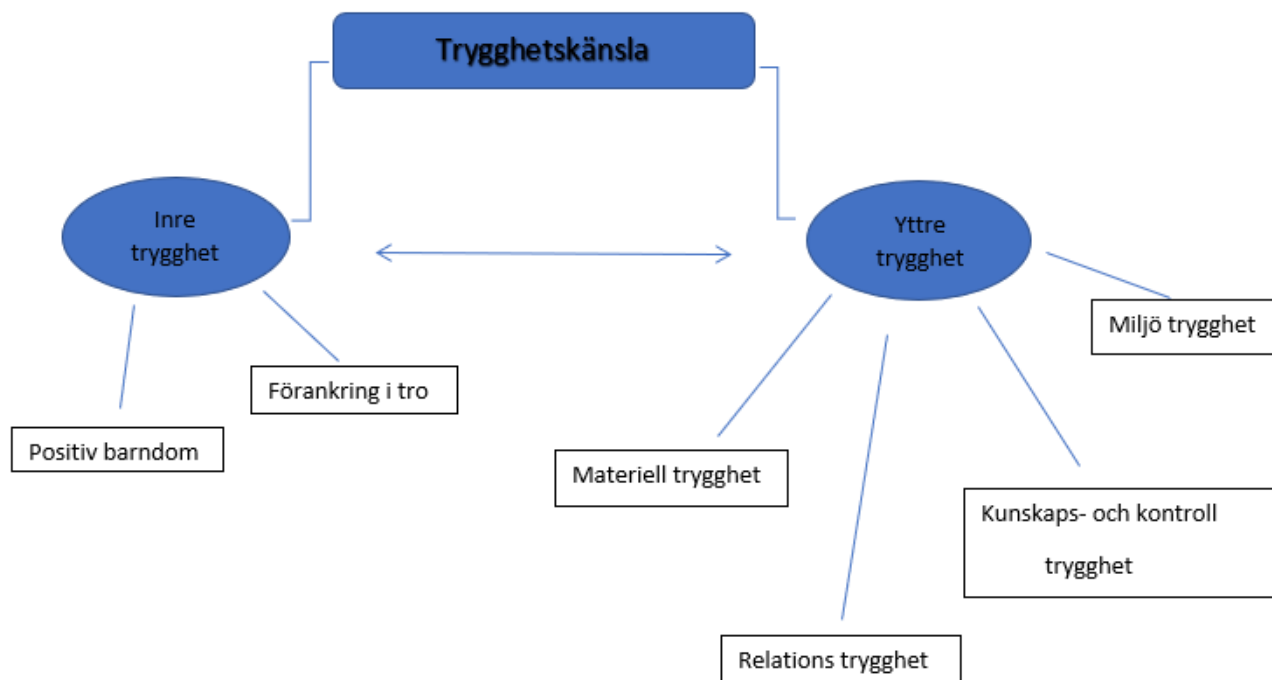 Trygghetskänsla
Inre
trygghet
Yttre
trygghet
Miljö trygghet
Förankring i tro
Positiv barndom
Materiell trygghet
Kunskaps- och kontroll
trygghet
Relations trygghet